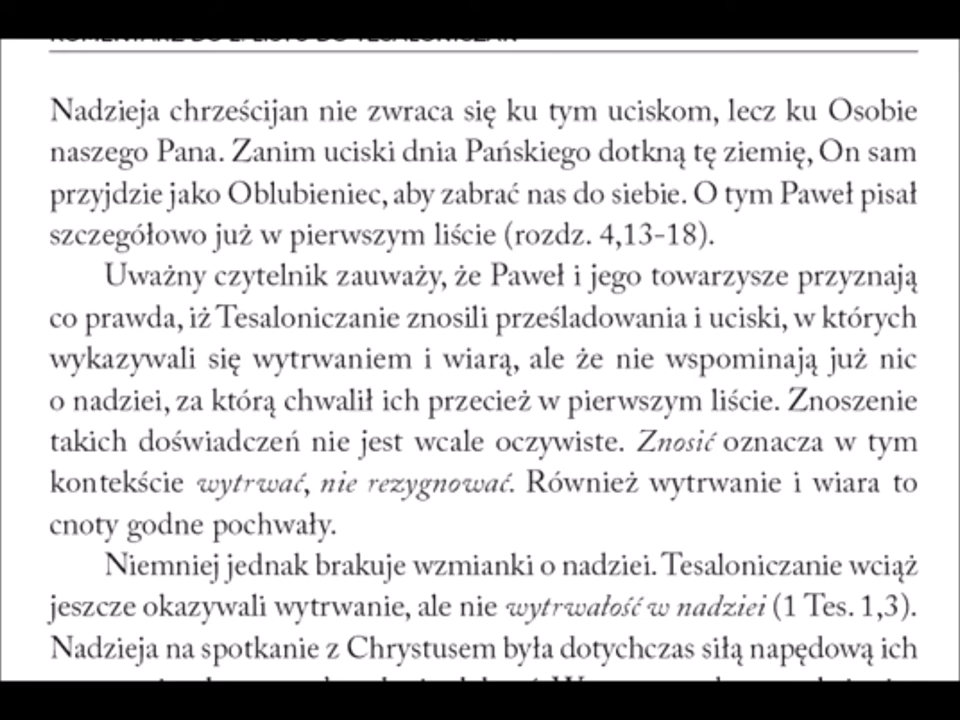 KOMENTARZ DO 2. LISTU DO TESALONICZAN
Nadzieja chrześcijan nie zwraca się ku tym uciskom, lecz ku Osobie
naszego Pana. Zanim uciski dnia Pańskiego dotkną tę ziemię, On sam
przyjdzie jako Oblubieniec, aby zabrać nas do siebie. O tym Paweł pisał
szczegółowo już w pierwszym liście (rozdz. 4,13-18).
Uważny czytelnik zauważy, że Paweł i jego towarzysze przyznają
co prawda, iż Tesaloniczanie znosili prześladowania i uciski, w których
wykazywali się wytrwaniem i wiarą, ale że nie wspominają już nic
o nadziei, za którą chwalił ich przecież w pierwszym liście. Znoszenie
takich doświadczeń nie jest wcale oczywiste. Znosić oznacza w tym
kontekście wytrwać, nie rezygnować. Również wytrwanie i wiara to
cnoty godne pochwały.
Niemniej jednak brakuje wzmianki o nadziei. Tesaloniczanie wciąż
jeszcze okazywali wytrwanie, ale nie wytrwałość w nadziei (1 Tes. 1,3).
Nadzieja na spotkanie z Chrystusem była dotychczas siłą napędową ich